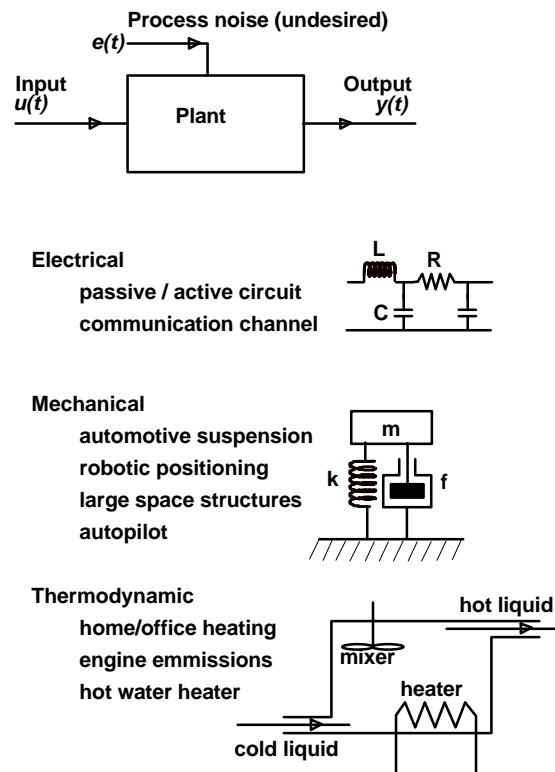 Process noise (undesired)
e(t)
Input
u(t)
Plant
Output
y(t)
Electrical
passive / active circuit
communication channel
L
R
C
Mechanical
automotive suspension
robotic positioning
large space structures
autopilot
m
k
f
Thermodynamic
home/office heating
engine emmissions
hot water heater
hot liquid
mixer
heater
cold liquid